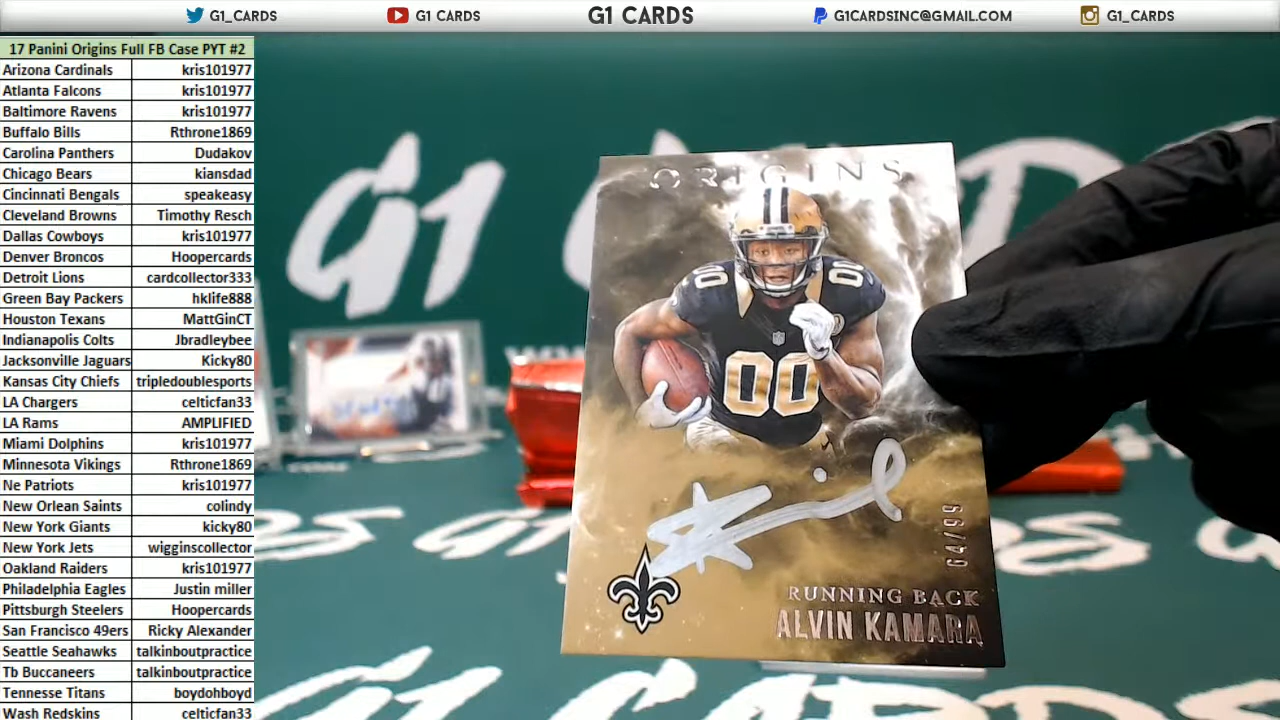 G1_CARDS G1 CARDS G1 CARDS G1CARDSINC@GMAIL.COM G1_CARDS
17 Panini Origins Full FB Case PYT #2
Arizona Cardinals kris101977
Atlanta Falcons kris101977
Baltimore Ravens kris101977
Buffalo Bills Rthrone1869
Carolina Panthers Dudakov
Chicago Bears kiansdad
Cincinnati Bengals speakeasy
Cleveland Browns Timothy Resch
Dallas Cowboys kris101977
Denver Broncos Hoopercards
Detroit Lions cardcollector333
Green Bay Packers hklife888
Houston Texans MattGinCT
Indianapolis Colts Jbradleybee
Jacksonville Jaguars Kicky80
Kansas City Chiefs tripledoublesports
LA Chargers celticfan33
LA Rams AMPLIFIED
Miami Dolphins kris101977
Minnesota Vikings Rthrone1869
Ne Patriots kris101977
New Orlean Saints colindy
New York Giants kicky80
New York Jets wigginscollector
Oakland Raiders kris101977
Philadelphia Eagles Justin miller
Pittsburgh Steelers Hoopercards
San Francisco 49ers Ricky Alexander
Seattle Seahawks talkinboutpractice
Tb Buccaneers talkinboutpractice
Tennesse Titans boydohboyd
Wash Redskins celticfan33
ORIGINS
00 00
00
64/99
RUNNING BACK
ALVIN KAMARA
G1
G1 CARDS